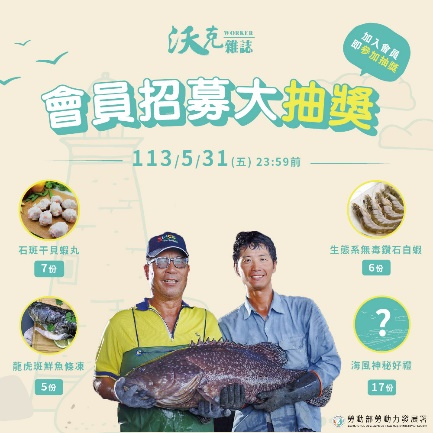 沃克雜誌
WORKER
加入會員
即參加抽獎
會員招募大抽獎
113/5/31(五) 23:59前
石斑干貝蝦丸
7份
生態系無毒鑽石白蝦
6份
龍虎斑鮮魚條凍
5份
?
海風神秘好禮
17份
勞動部勞動力發展署